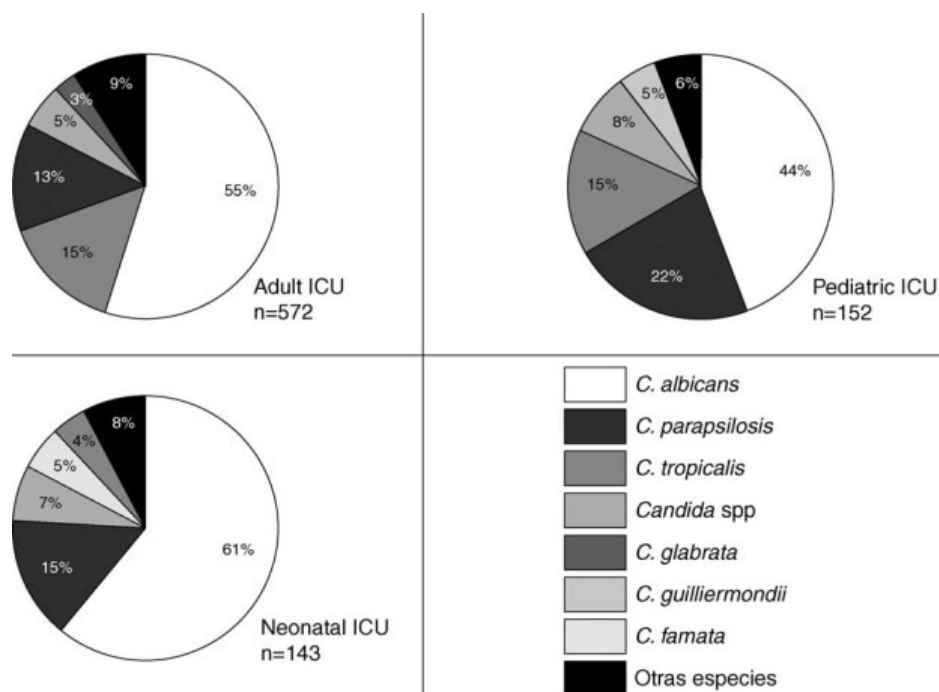 9%
3%
5%
13%
15%
55%
Adult ICU
n=572
6%
5%
8%
15%
22%
44%
Pediatric ICU
n=152
8%
4%
5%
7%
15%
61%
Neonatal ICU
n=143
C. albicans
C. parapsilosis
C. tropicalis
Candida spp
C. glabrata
C. guilliermondii
C. famata
Otras especies